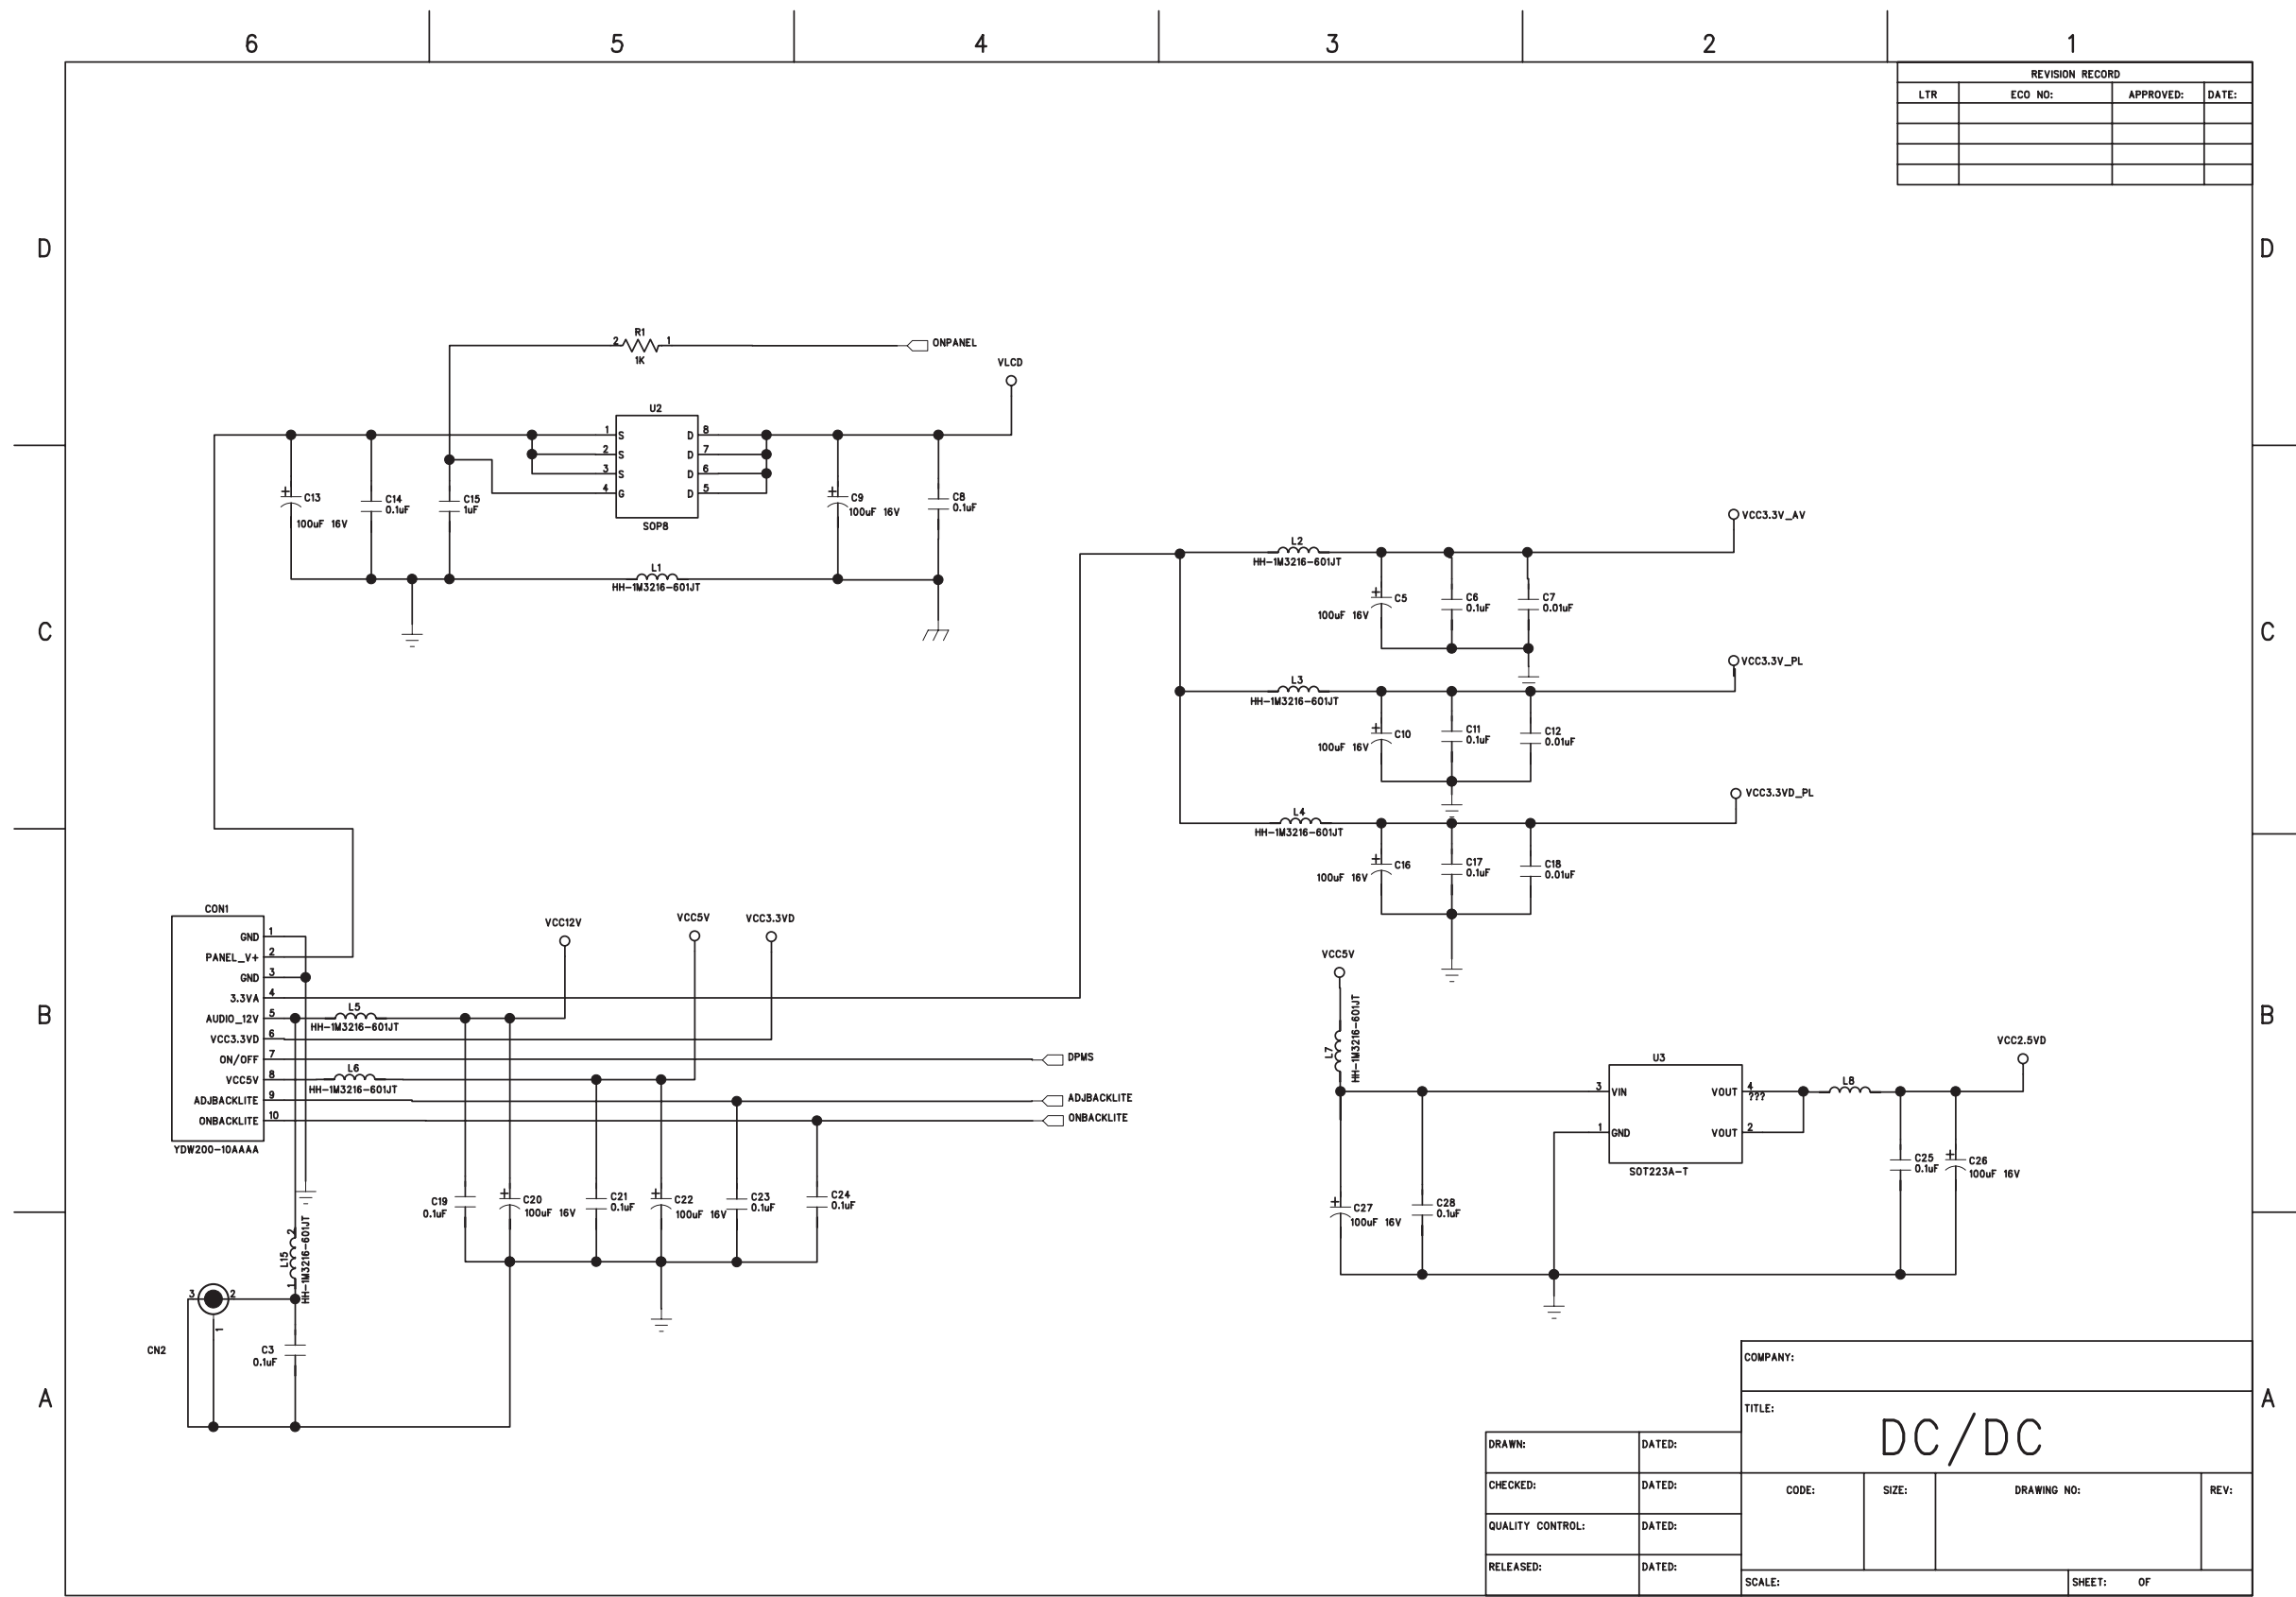 6 5 4 3 2 1
REVISION RECORD
LTR ECO NO: APPROVED: DATE:
D D
R1
2 1
1K
ONPANEL
VLCD
U2
1 S D 8
2 S D 7
3 S D 6
4 G D 5
SOP8
+ C13
100uF 16V
C14
0.1uF
C15
1uF
+ C9
100uF 16V
C8
0.1uF
L1
HH-1M3216-601JT
C C
VCC3.3V_AV
L2
HH-1M3216-601JT
+ C5
100uF 16V
C6
0.1uF
C7
0.01uF
VCC3.3V_PL
L3
HH-1M3216-601JT
+ C10
100uF 16V
C11
0.1uF
C12
0.01uF
VCC3.3VD_PL
L4
HH-1M3216-601JT
+ C16
100uF 16V
C17
0.1uF
C18
0.01uF
CON1
GND 1
PANEL_V+ 2
GND 3
3.3VA 4
AUDIO_12V 5
VCC3.3VD 6
ON/OFF 7
VCC5V 8
ADJBACKLITE 9
ONBACKLITE 10
YDW200-10AAAA
VCC12V
VCC5V
VCC3.3VD
L5
HH-1M3216-601JT
L6
HH-1M3216-601JT
DPMS
ADJBACKLITE
ONBACKLITE
B B
C19
0.1uF
+ C20
100uF 16V
C21
0.1uF
+ C22
100uF 16V
C23
0.1uF
C24
0.1uF
L15
1 2
HH-1M3216-601JT
3 2
1
CN2
C3
0.1uF
VCC5V
L7
HH-1M3216-601JT
U3
3 VIN VOUT 4
???
1 GND VOUT 2
SOT223A-T
L8
VCC2.5VD
C25
0.1uF
+ C26
100uF 16V
+ C27
100uF 16V
C28
0.1uF
A A
COMPANY:
TITLE:
DC/DC
DRAWN: DATED:
CHECKED: DATED:
QUALITY CONTROL: DATED:
RELEASED: DATED:
CODE: SIZE: DRAWING NO: REV:
SCALE: SHEET: OF